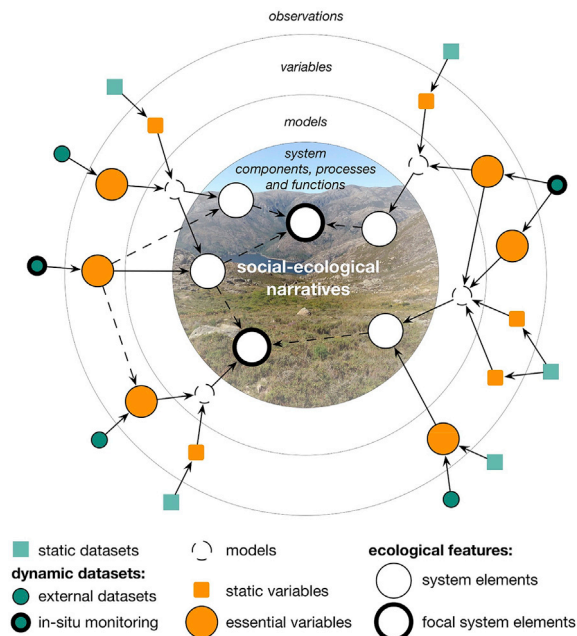 observations
variables
models
system
components, processes
and functions
social-ecological
narratives
static datasets
dynamic datasets:
external datasets
in-situ monitoring
models
static variables
essential variables
ecological features:
system elements
focal system elements